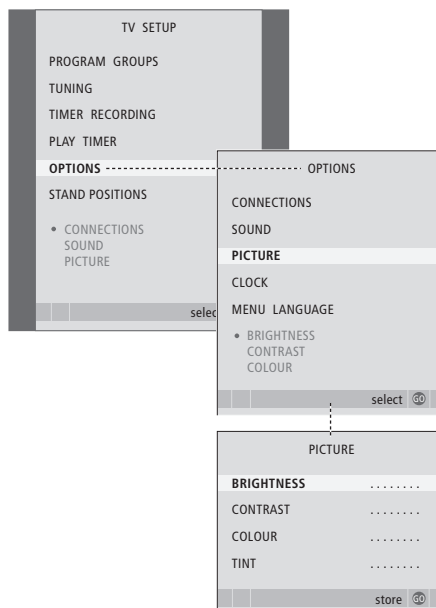 TV SETUP
PROGRAM GROUPS
TUNING
TIMER RECORDING
PLAY TIMER
OPTIONS
STAND POSITIONS
• CONNECTIONS
SOUND
PICTURE
selec
OPTIONS
CONNECTIONS
SOUND
PICTURE
CLOCK
MENU LANGUAGE
• BRIGHTNESS
CONTRAST
COLOUR
select GO
PICTURE
BRIGHTNESS ........
CONTRAST ........
COLOUR ........
TINT ........
store GO